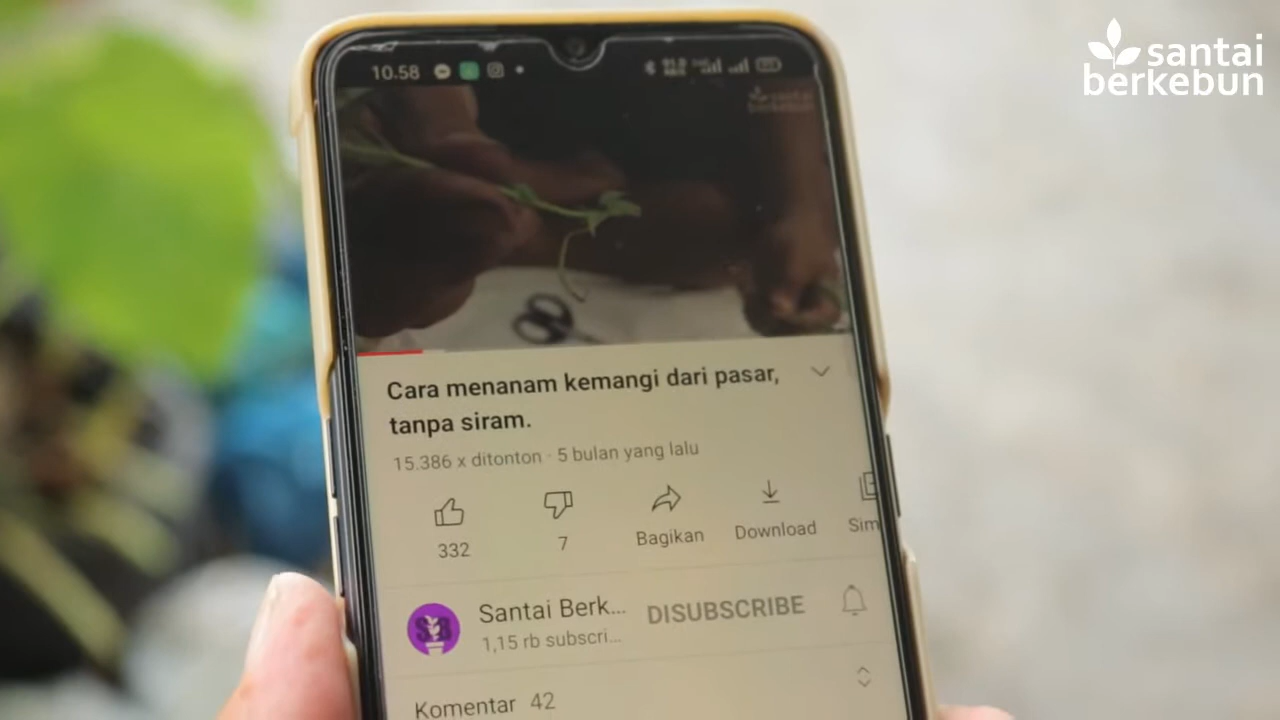 santai
berkebun
10.58
Cara menanam kemangi dari pasar,
tanpa siram.
15.386 x ditonton · 5 bulan yang lalu
332
7
Bagikan
Download
Sim
Santai Berk...
DISUBSCRIBE
1,15 rb subscri...
Komentar 42